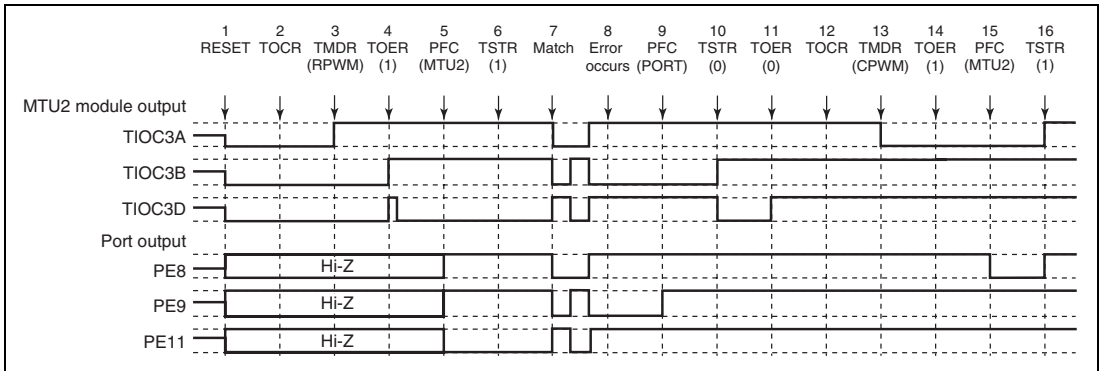 1 2 3 4 5 6 7 8 9 10 11 12 13 14 15 16
RESET TOCR TMDR TOER PFC TSTR Match Error PFC TSTR TOER TOCR TMDR TOER PFC TSTR
(RPWM) (1) (MTU2) (1) occurs (PORT) (0) (0) (CPWM) (1) (MTU2) (1)
MTU2 module output
TIOC3A
TIOC3B
TIOC3D
Port output
PE8 Hi-Z
PE9 Hi-Z
PE11 Hi-Z